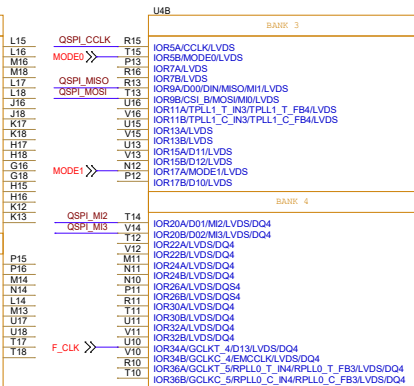 U4B
BANK 3
L15 QSPI_CCLK R15 IOR5A/CCLK/LVDS
L16 MODE0 T15 IOR5B/MODE0/LVDS
M16 P13 IOR7A/LVDS
M18 R16 IOR7B/LVDS
L17 QSPI_MISO R13 IOR9A/D00/DIN/MISO/MI1/LVDS
L18 QSPI_MOSI T13 IOR9B/CSI_B/MOSI/MI0/LVDS
J16 U16 IOR11A/TPLL1_T_IN3/TPLL1_T_FB4/LVDS
J18 V16 IOR11B/TPLL1_C_IN3/TPLL1_C_FB4/LVDS
K17 U15 IOR13A/LVDS
K18 V15 IOR13B/LVDS
H17 U13 IOR15A/D11/LVDS
H18 V13 IOR15B/D12/LVDS
G16 MODE1 N12 IOR17A/MODE1/LVDS
G18 P12 IOR17B/D10/LVDS
H15
H16 BANK 4
K12
K13 QSPI_MI2 T14 IOR20A/D01/MI2/LVDS/DQ4
QSPI_MI3 V14 IOR20B/D02/MI3/LVDS/DQ4
T12 IOR22A/LVDS/DQ4
V12 IOR22B/LVDS/DQ4
P15 M11 IOR24A/LVDS/DQ4
P16 N11 IOR24B/LVDS/DQ4
M14 N10 IOR26A/LVDS/DQS4
N14 P11 IOR26B/LVDS/DQS4
L14 R11 IOR30A/LVDS/DQ4
M13 T11 IOR30B/LVDS/DQ4
U17 U11 IOR32A/LVDS/DQ4
U18 V11 IOR32B/LVDS/DQ4
T17 F_CLK U10 IOR34A/GCLKT_4/D13/LVDS/DQ4
T18 V10 IOR34B/GCLKC_4/EMCCLK/LVDS/DQ4
R10 IOR36A/GCLKT_5/RPLL0_T_IN4/RPLL0_T_FB3/LVDS/DQ4
T10 IOR36B/GCLKC_5/RPLL0_C_IN4/RPLL0_C_FB3/LVDS/DQ4